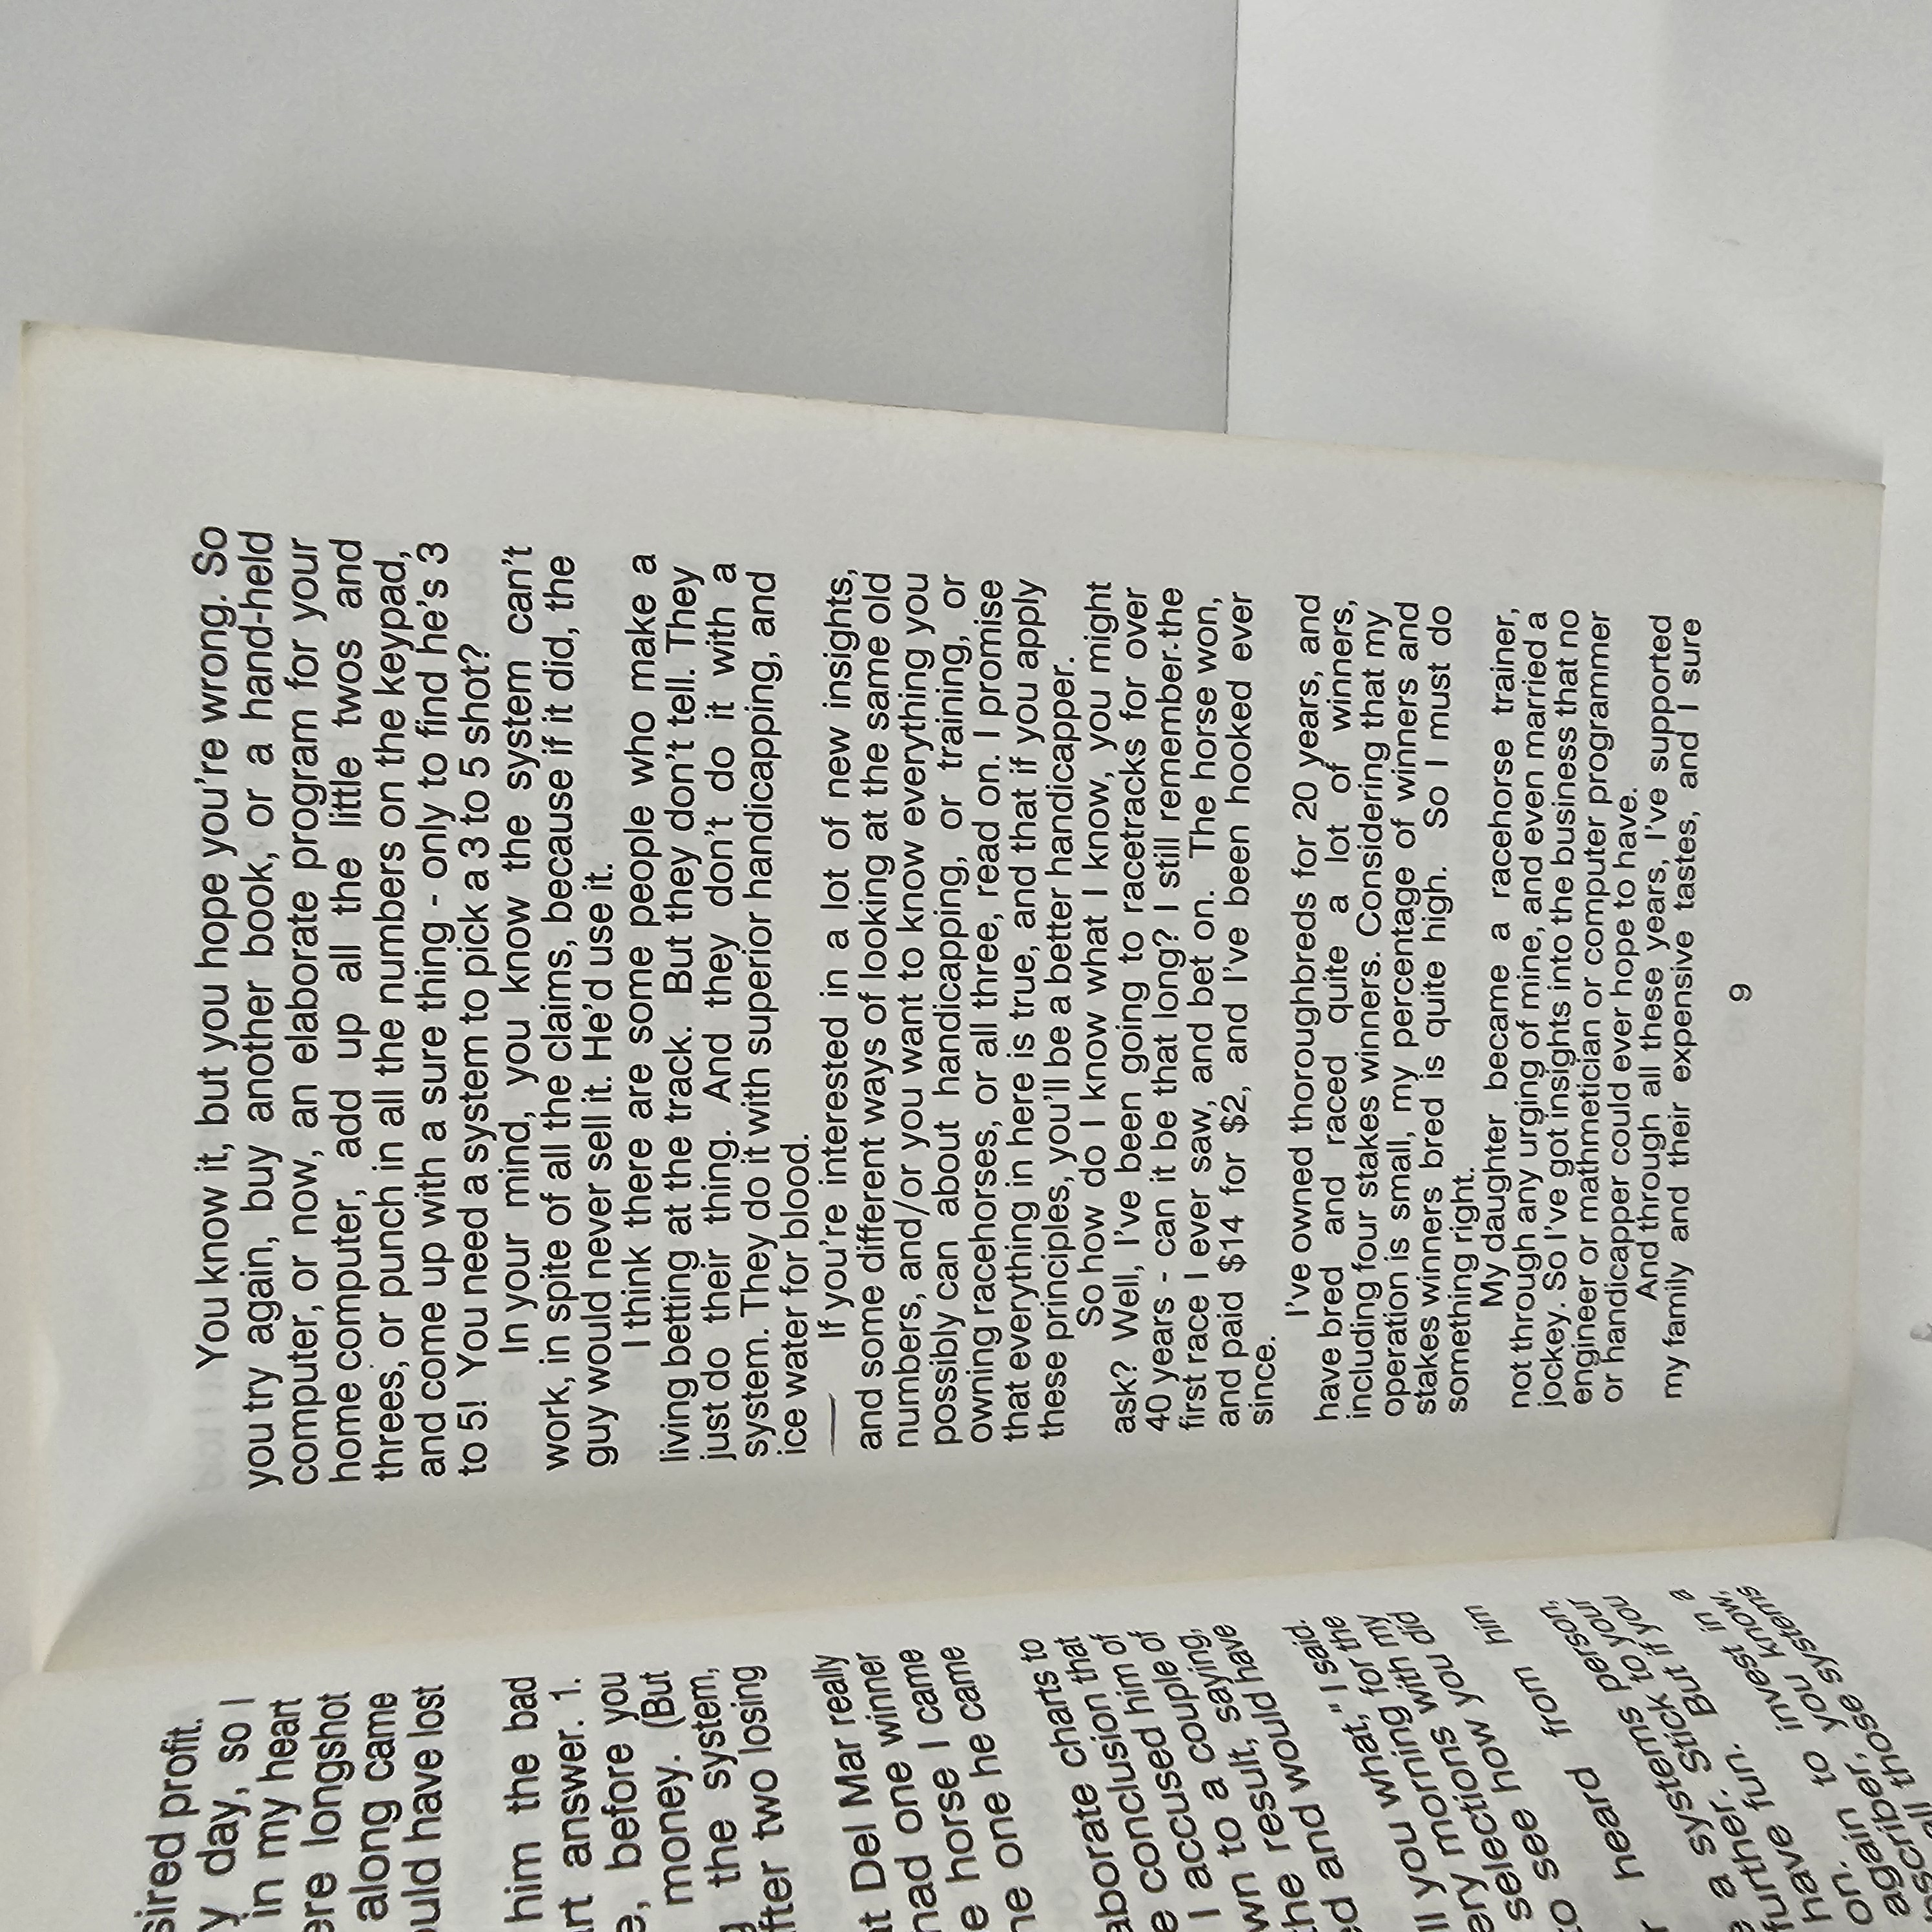 sired profit.
y day, so I
in my heart
ere longshot
along came
ould have lost
him the bad
art answer. 1.
e, before you
money. (But
g the system,
fter two losing
at Del Mar really
had one winner
e horse I came
he one he came
aborate charts to
e conclusion that
I accused him of
wn to a couple of
the result, saying,
ed and would have
ll you what," I said.
ery morning for the
selections with my
to see how you did
r heard from him
e a systems person,
further. Stick to your
have fun. But if you
on.
again to invest in a
bscriber, you know,
all those systems
You know it, but you hope you're wrong. So
you try again, buy another book, or a hand-held
computer, or now, an elaborate program for your
home computer, add up all the little twos and
threes, or punch in all the numbers on the keypad,
and come up with a sure thing - only to find he's 3
to 5! You need a system to pick a 3 to 5 shot?
In your mind, you know the system can't
work, in spite of all the claims, because if it did, the
guy would never sell it. He'd use it.
I think there are some people who make a
living betting at the track. But they don't tell. They
just do their thing. And they don't do it with a
system. They do it with superior handicapping, and
ice water for blood.
If you're interested in a lot of new insights,
and some different ways of looking at the same old
numbers, and/or you want to know everything you
possibly can about handicapping, or training, or
owning racehorses, or all three, read on. I promise
that everything in here is true, and that if you apply
these principles, you'll be a better handicapper.
So how do I know what I know, you might
ask? Well, I've been going to racetracks for over
40 years - can it be that long? I still remember the
first race I ever saw, and bet on. The horse won,
and paid $14 for $2, and I've been hooked ever
since.
I've owned thoroughbreds for 20 years, and
have bred and raced quite a lot of winners,
including four stakes winners. Considering that my
operation is small, my percentage of winners and
stakes winners bred is quite high. So I must do
something right.
My daughter became a racehorse trainer,
not through any urging of mine, and even married a
jockey. So I've got insights into the business that no
engineer or mathmetician or computer programmer
or handicapper could ever hope to have.
And through all these years, I've supported
my family and their expensive tastes, and I sure
9